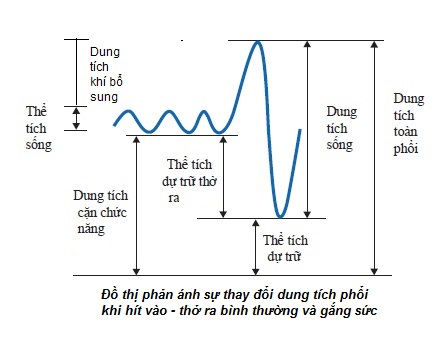 Dung
tích
khí bổ
sung
Thể
tích
sống
Dung tích
cặn chức
năng
Thể tích
dự trữ thở
ra
Thể tích
dự trữ
Dung
tích
sống
Dung
tích
toàn
phổi
Đồ thị phản ánh sự thay đổi dung tích phổi
khi hít vào - thở ra bình thường và gắng sức